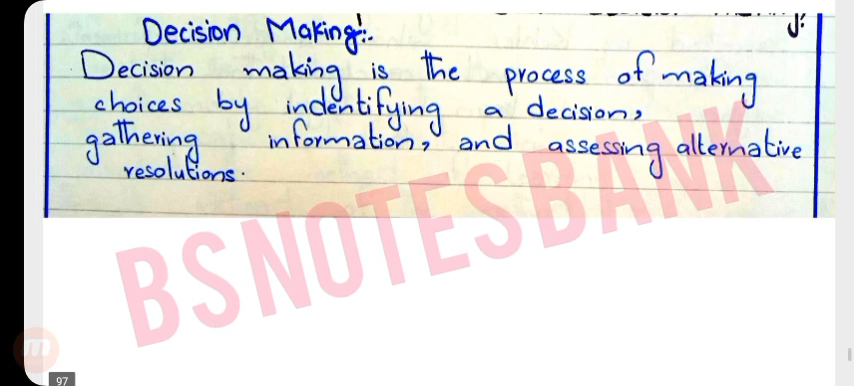 Decision Making:-
Decision making is the process of making
choices by indentifying a decision,
gathering information, and assessing alternative
resolutions.
BSNOTESBANK
97